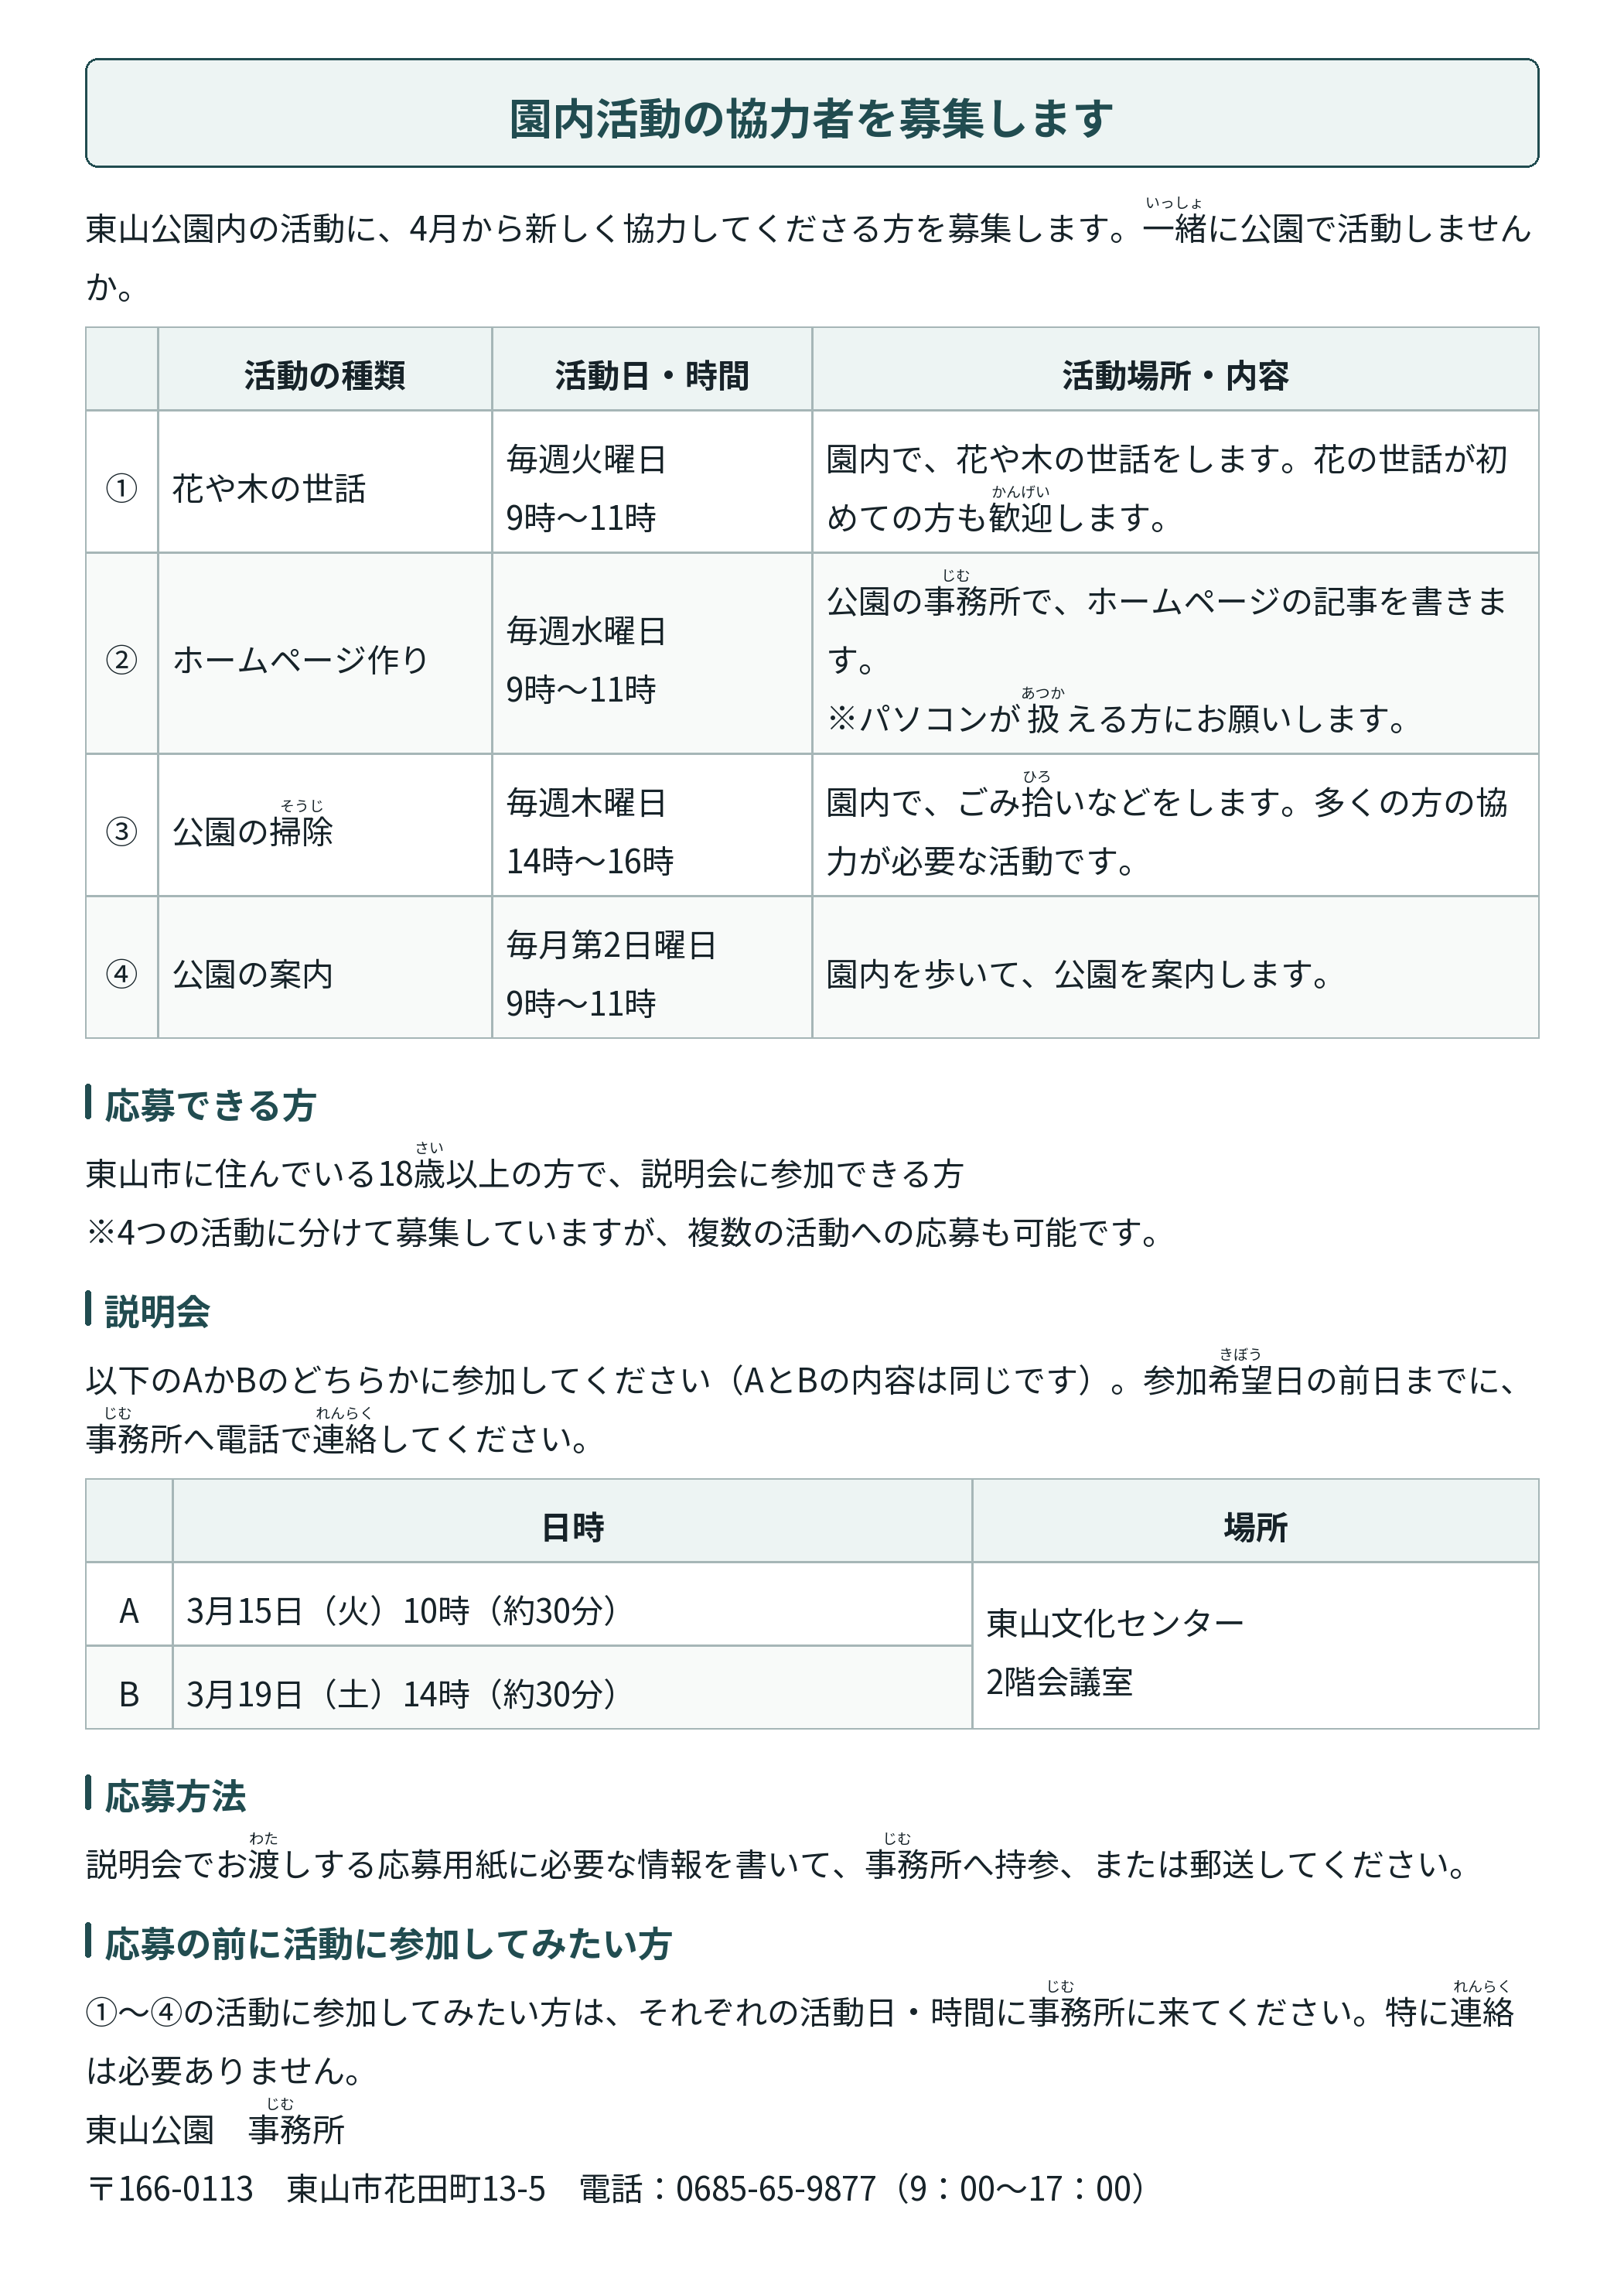 園内活動の協力者を募集します
東山公園内の活動に、4月から新しく協力してくださる方を募集します。一緒に公園で活動しません
か。
活動の種類 活動日・時間 活動場所・内容
① 花や木の世話 毎週火曜日 9時～11時 園内で、花や木の世話をします。花の世話が初
めての方も歓迎します。
② ホームページ作り 毎週水曜日 9時～11時 公園の事務所で、ホームページの記事を書きま
す。
※パソコンが扱える方にお願いします。
③ 公園の掃除 毎週木曜日 14時～16時 園内で、ごみ拾いなどをします。多くの方の協
力が必要な活動です。
④ 公園の案内 毎月第2日曜日 9時～11時 園内を歩いて、公園を案内します。
応募できる方
東山市に住んでいる18歳以上の方で、説明会に参加できる方
※4つの活動に分けて募集していますが、複数の活動への応募も可能です。
説明会
以下のAかBのどちらかに参加してください（AとBの内容は同じです）。参加希望日の前日までに、
事務所へ電話で連絡してください。
日時 場所
A 3月15日（火）10時（約30分） 東山文化センター
2階会議室
B 3月19日（土）14時（約30分）
応募方法
説明会でお渡しする応募用紙に必要な情報を書いて、事務所へ持参、または郵送してください。
応募の前に活動に参加してみたい方
①～④の活動に参加してみたい方は、それぞれの活動日・時間に事務所に来てください。特に連絡
は必要ありません。
東山公園　事務所
〒166-0113　東山市花田町13-5　電話：0685-65-9877（9：00～17：00）